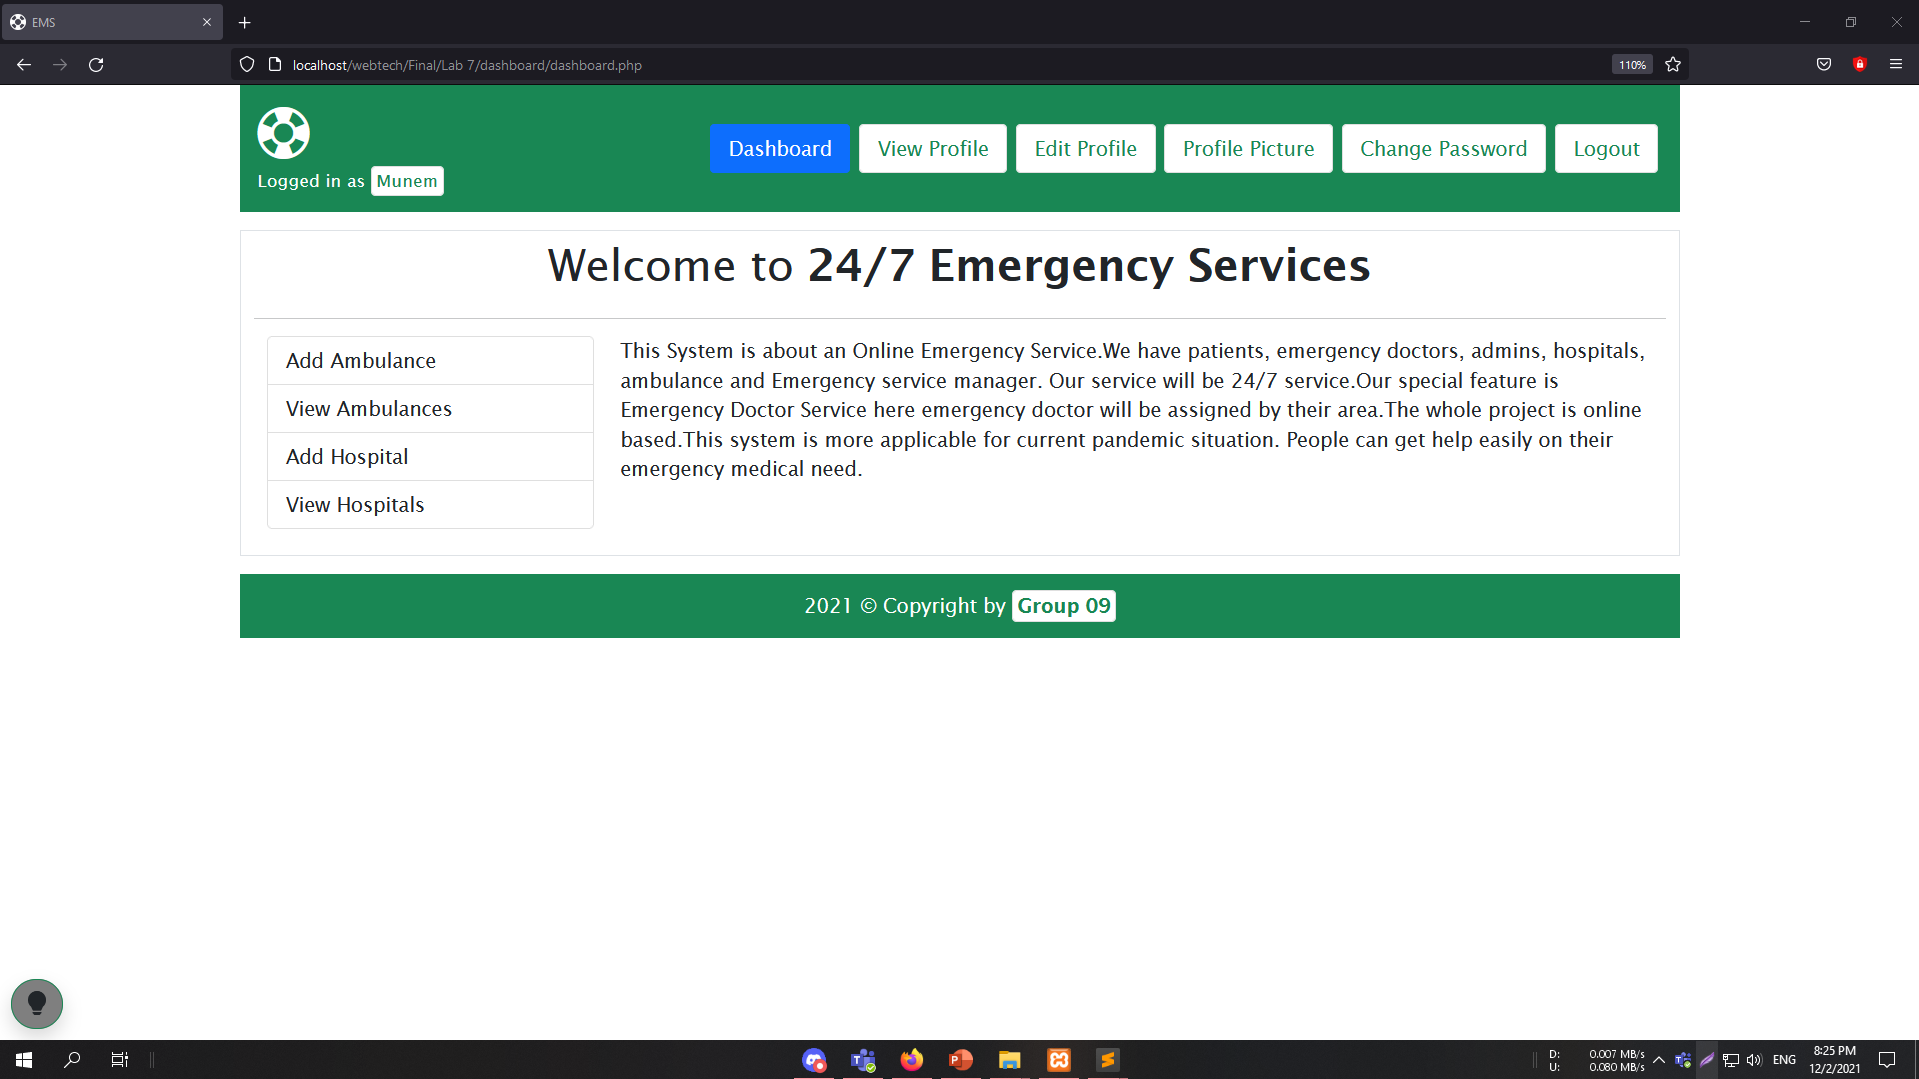 EMS
localhost/webtech/Final/Lab 7/dashboard/dashboard.php
110%
Dashboard
View Profile
Edit Profile
Profile Picture
Change Password
Logout
Logged in as Munem
Welcome to 24/7 Emergency Services
Add Ambulance
View Ambulances
Add Hospital
View Hospitals
This System is about an Online Emergency Service.We have patients, emergency doctors, admins, hospitals,
ambulance and Emergency service manager. Our service will be 24/7 service.Our special feature is
Emergency Doctor Service here emergency doctor will be assigned by their area.The whole project is online
based.This system is more applicable for current pandemic situation. People can get help easily on their
emergency medical need.
2021 © Copyright by Group 09
D: 0.007 MB/s
U: 0.080 MB/s
ENG
8:25 PM
12/2/2021